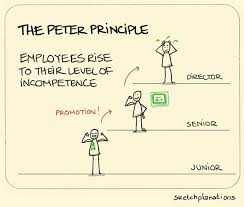 THE PETER PRINCIPLE
EMPLOYEES RISE
TO THEIR LEVEL OF
INCOMPETENCE
DIRECTOR
PROMOTION!
SENIOR
JUNIOR
sketchplanations